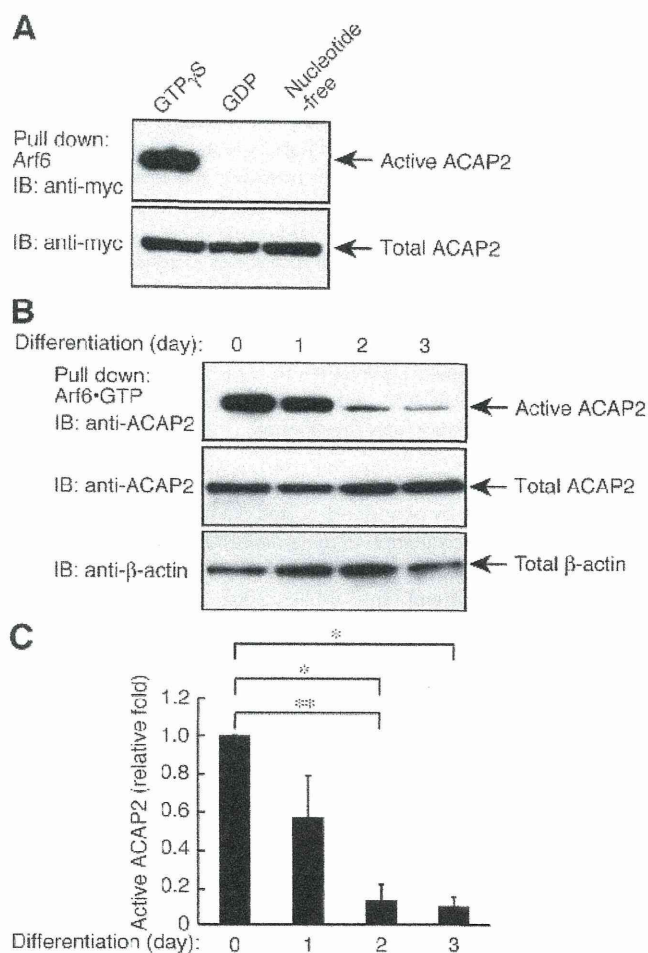 A
GTPγS
GDP
Nucleotide
-free
Pull down:
Arf6
IB: anti-myc
Active ACAP2
IB: anti-myc
Total ACAP2
B
Differentiation (day): 0 1 2 3
Pull down:
Arf6•GTP
IB: anti-ACAP2
Active ACAP2
IB: anti-ACAP2
Total ACAP2
IB: anti-β-actin
Total β-actin
C
*
*
**
Active ACAP2 (relative fold)
1.2
1.0
0.8
0.6
0.4
0.2
0
Differentiation (day): 0 1 2 3